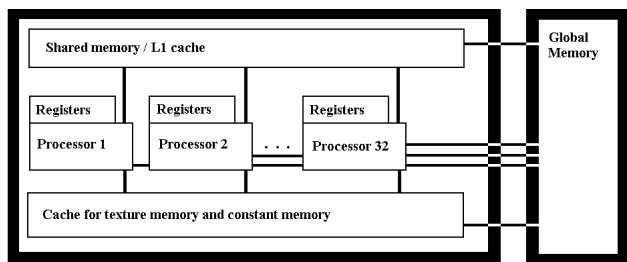 Shared memory / L1 cache
Global
Memory
Registers
Registers
Registers
Processor 1
Processor 2
. . .
Processor 32
Cache for texture memory and constant memory